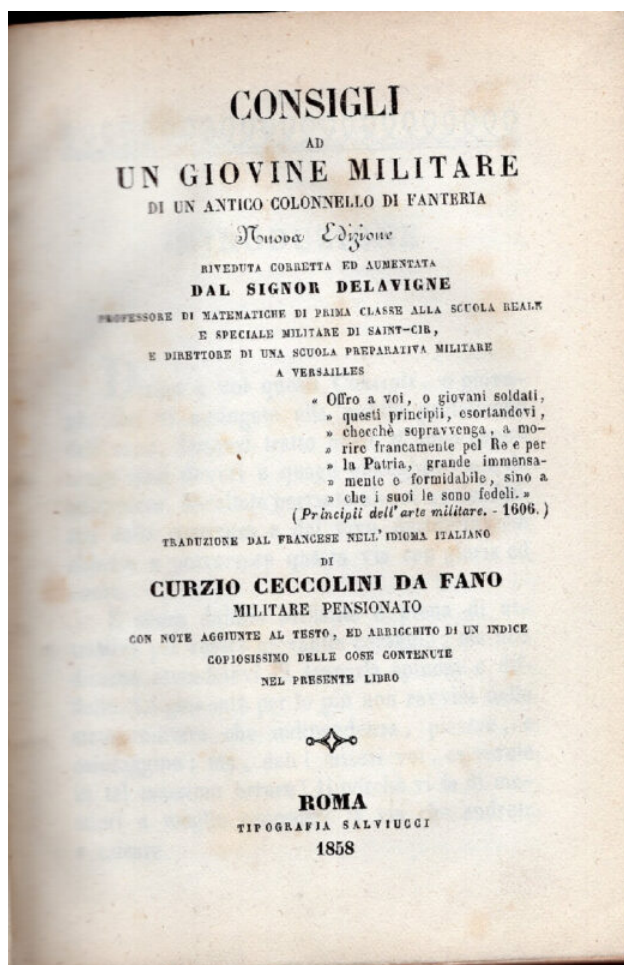 CONSIGLI
AD
UN GIOVINE MILITARE
DI UN ANTICO COLONNELLO DI FANTERIA
Nuova Edizione
RIVEDUTA CORRETTA ED AUMENTATA
DAL SIGNOR DELAVIGNE
PROFESSORE DI MATEMATICHE DI PRIMA CLASSE ALLA SCUOLA REALE
E SPECIALE MILITARE DI SAINT-CIR,
E DIRETTORE DI UNA SCUOLA PREPARATIVA MILITARE
A VERSAILLES
« Offro a voi, o giovani soldati,
» questi principii, esortandovi,
» checchè sopravvenga, a mo-
» rire francamente pel Re e per
» la Patria, grande immensa-
» mente e formidabile, sino a
» che i suoi le sono fedeli. »
(Principii dell'arte militare. - 1606.)
TRADUZIONE DAL FRANCESE NELL'IDIOMA ITALIANO
DI
CURZIO CECCOLINI DA FANO
MILITARE PENSIONATO
CON NOTE AGGIUNTE AL TESTO, ED ARRICCHITO DI UN INDICE
COPIOSISSIMO DELLE COSE CONTENUTE
NEL PRESENTE LIBRO
ROMA
TIPOGRAFIA SALVIUCCI
1858